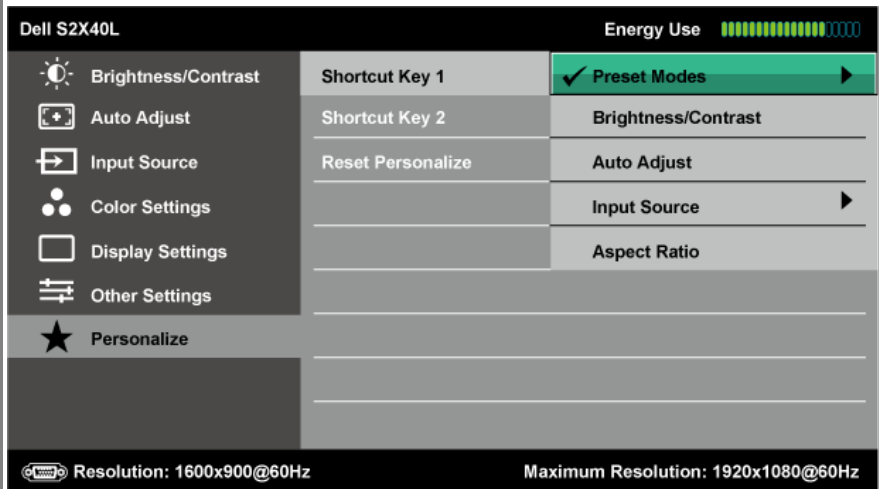 Dell S2X40L Energy Use
Brightness/Contrast Shortcut Key 1 Preset Modes
Auto Adjust Shortcut Key 2 Brightness/Contrast
Input Source Reset Personalize Auto Adjust
Color Settings Input Source
Display Settings Aspect Ratio
Other Settings
Personalize
Resolution: 1600x900@60Hz Maximum Resolution: 1920x1080@60Hz